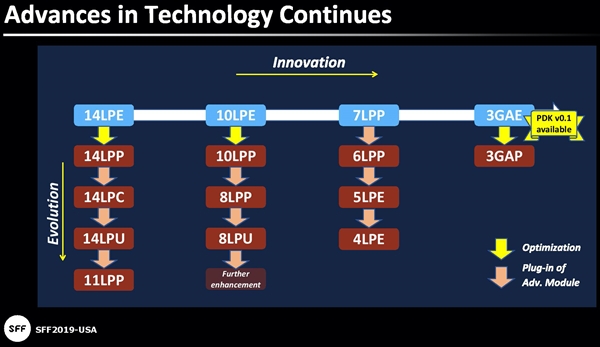 Advances in Technology Continues
Innovation
14LPE
10LPE
7LPP
3GAE
PDK v0.1
available
14LPP
10LPP
6LPP
3GAP
Evolution
14LPC
8LPP
5LPE
14LPU
8LPU
4LPE
11LPP
Further
enhancement
Optimization
Plug-in of
Adv. Module
SFF
SFF2019-USA